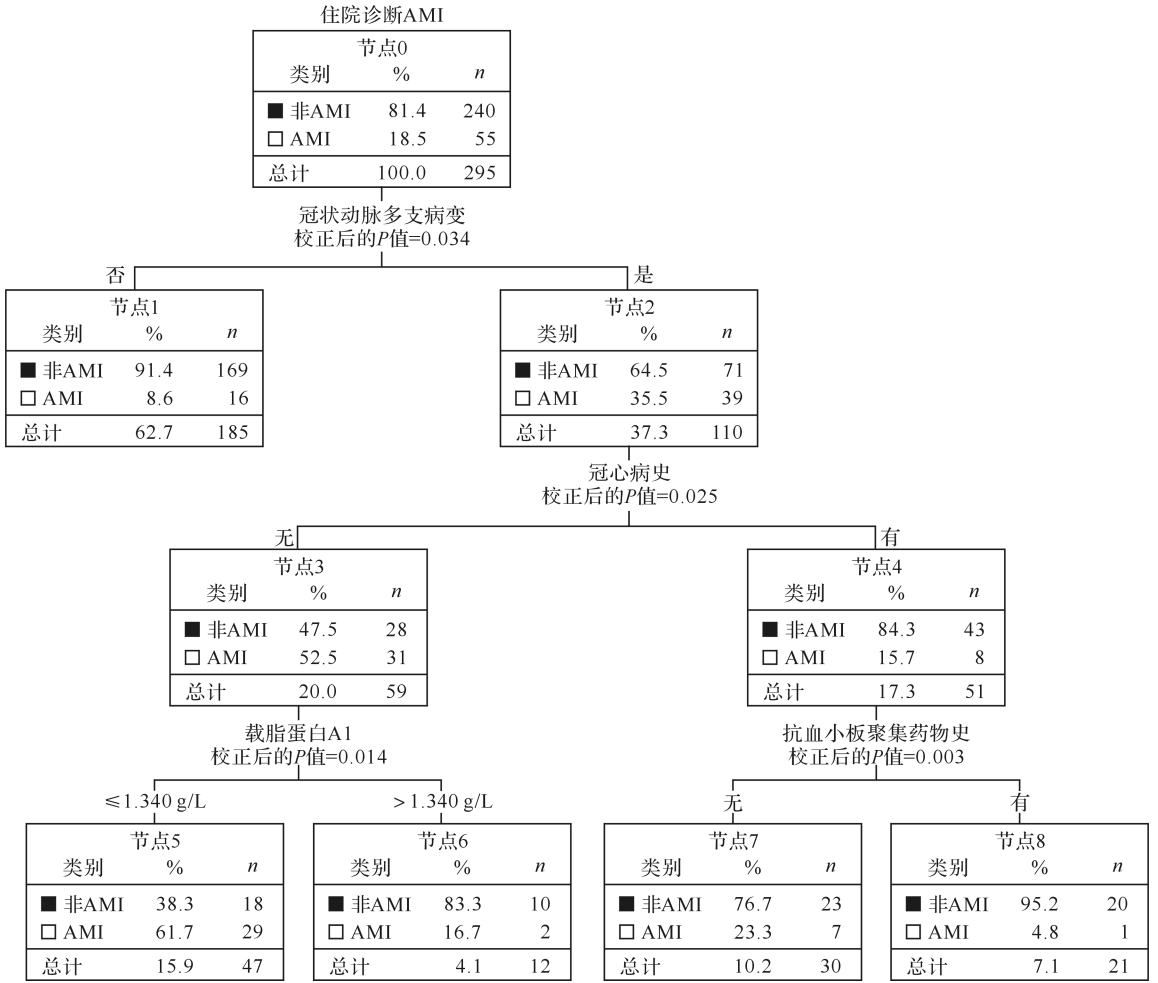 住院诊断AMI
节点0
类别 % n
非AMI 81.4 240
AMI 18.5 55
总计 100.0 295
冠状动脉多支病变
校正后的P值=0.034
否
是
节点1
类别 % n
非AMI 91.4 169
AMI 8.6 16
总计 62.7 185
节点2
类别 % n
非AMI 64.5 71
AMI 35.5 39
总计 37.3 110
冠心病史
校正后的P值=0.025
无
有
节点3
类别 % n
非AMI 47.5 28
AMI 52.5 31
总计 20.0 59
节点4
类别 % n
非AMI 84.3 43
AMI 15.7 8
总计 17.3 51
载脂蛋白A1
校正后的P值=0.014
抗血小板聚集药物史
校正后的P值=0.003
≤1.340 g/L
>1.340 g/L
无
有
节点5
类别 % n
非AMI 38.3 18
AMI 61.7 29
总计 15.9 47
节点6
类别 % n
非AMI 83.3 10
AMI 16.7 2
总计 4.1 12
节点7
类别 % n
非AMI 76.7 23
AMI 23.3 7
总计 10.2 30
节点8
类别 % n
非AMI 95.2 20
AMI 4.8 1
总计 7.1 21